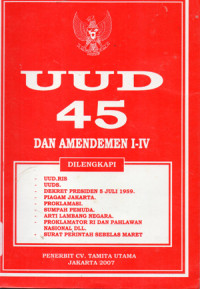 UUD
45
DAN AMENDEMEN I-IV
DILENGKAPI
- UUD.RIS
- UUDS.
- DEKRET PRESIDEN 5 JULI 1959.
- PIAGAM JAKARTA.
- PROKLAMASI.
- SUMPAH PEMUDA.
- ARTI LAMBANG NEGARA.
- PROKLAMATOR RI DAN PAHLAWAN
NASIONAL DLL.
- SURAT PERINTAH SEBELAS MARET
PENERBIT CV. TAMITA UTAMA
JAKARTA 2007